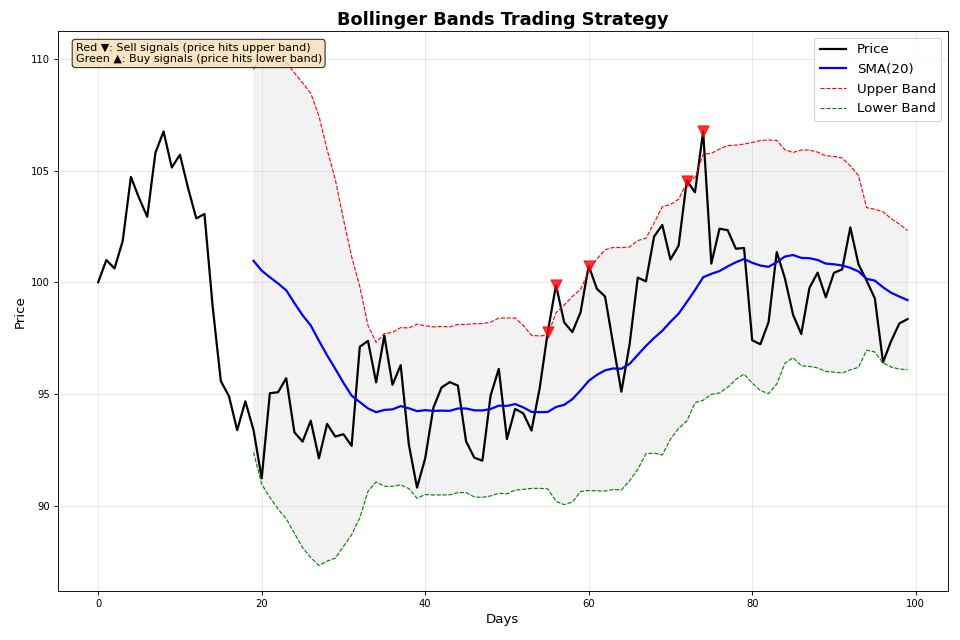 Bollinger Bands Trading Strategy
Red ▼: Sell signals (price hits upper band)
Green ▲: Buy signals (price hits lower band)
Price
SMA(20)
Upper Band
Lower Band
110
105
100
95
90
Price
0
20
40
60
80
100
Days